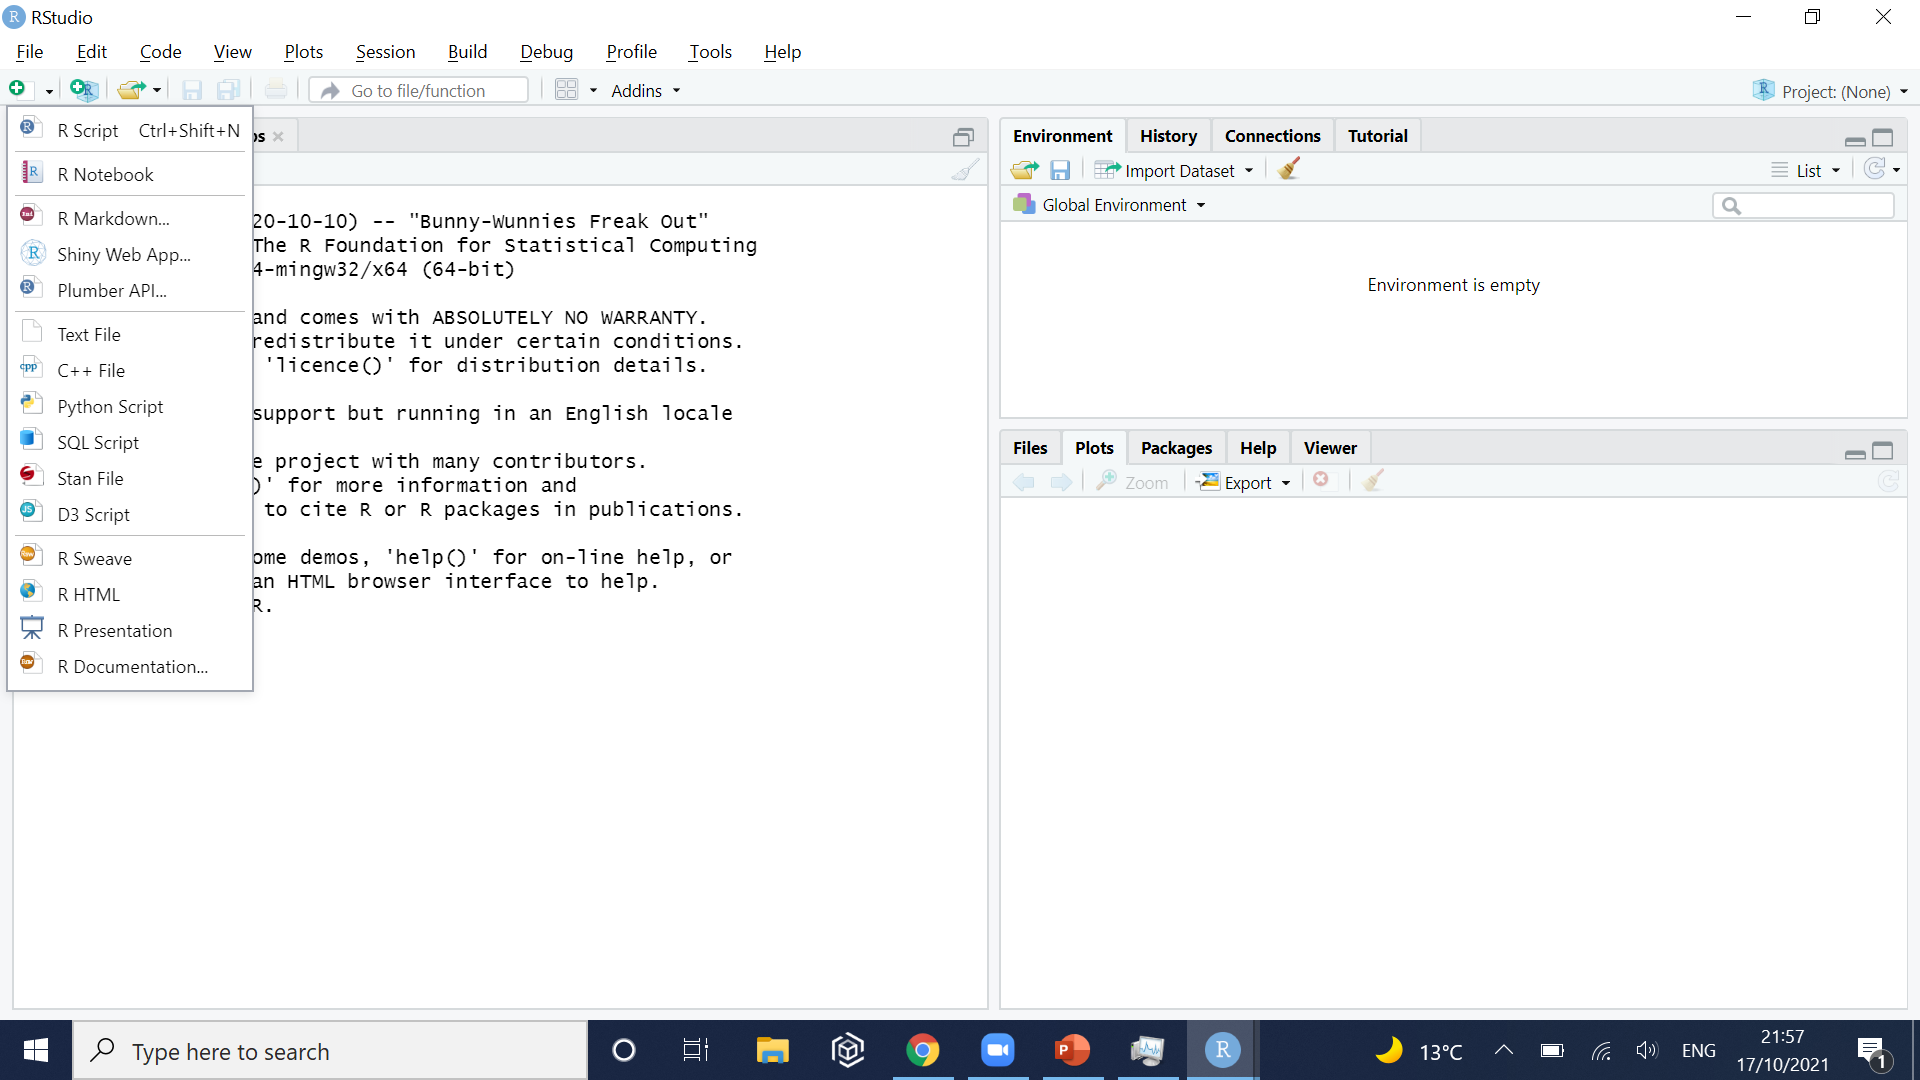 RStudio
File Edit Code View Plots Session Build Debug Profile Tools Help
Go to file/function Addins Project: (None)
R Script Ctrl+Shift+N
R Notebook
R Markdown...
Shiny Web App...
Plumber API...
Text File
C++ File
Python Script
SQL Script
Stan File
D3 Script
R Sweave
R HTML
R Presentation
R Documentation...
20-10-10) -- "Bunny-Wunnies Freak Out"
The R Foundation for Statistical Computing
4-mingw32/x64 (64-bit)
and comes with ABSOLUTELY NO WARRANTY.
redistribute it under certain conditions.
'licence()' for distribution details.
support but running in an English locale
e project with many contributors.
)' for more information and
to cite R or R packages in publications.
ome demos, 'help()' for on-line help, or
an HTML browser interface to help.
R.
Environment History Connections Tutorial
Import Dataset List
Global Environment
Environment is empty
Files Plots Packages Help Viewer
Zoom Export
Type here to search
13°C ENG
21:57
17/10/2021
1